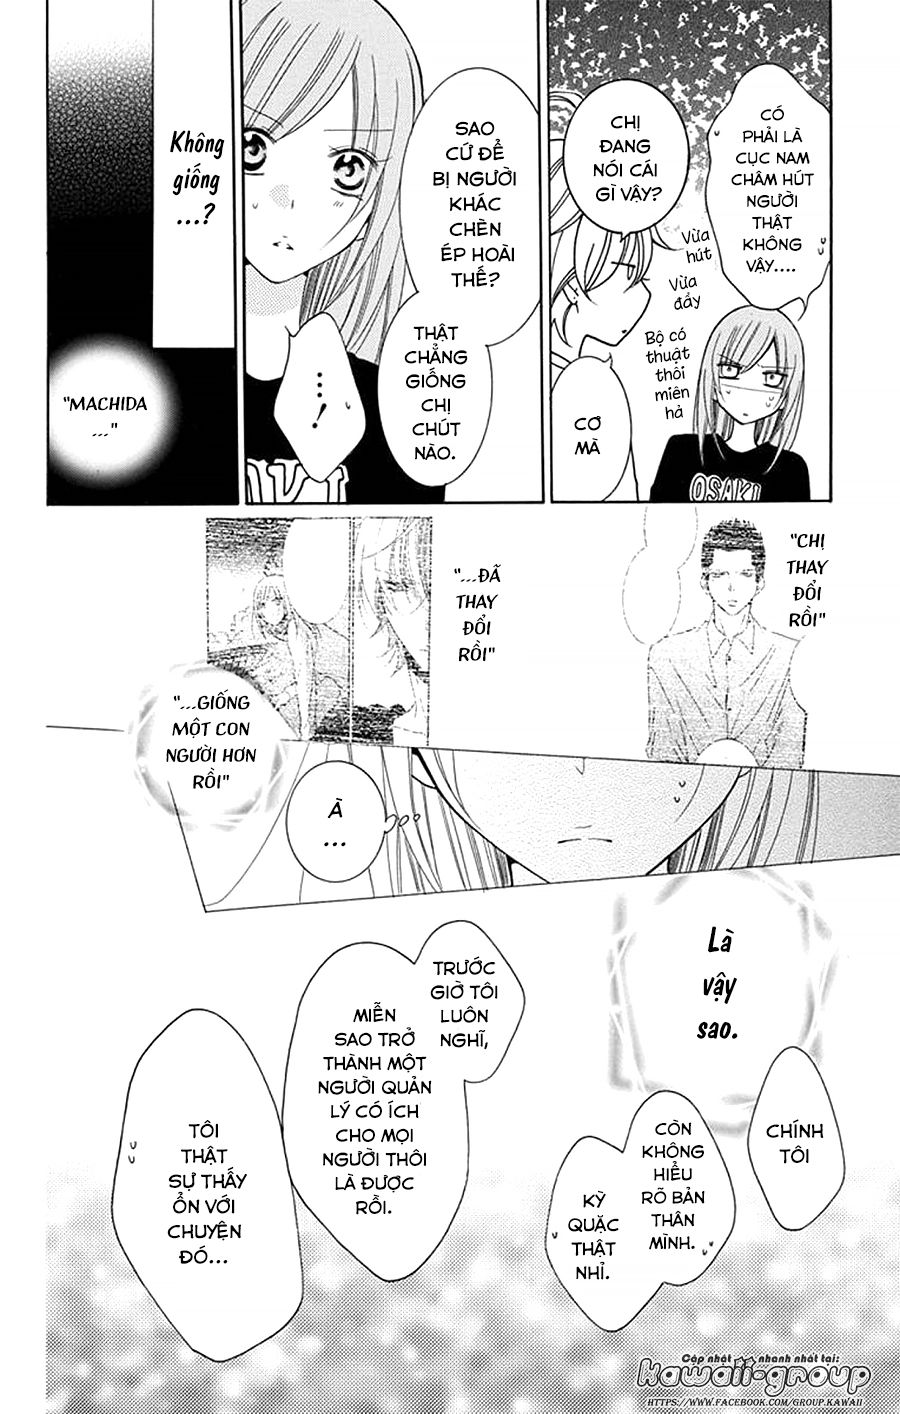 CÓ
PHẢI LÀ
CỤC NAM
CHÂM HÚT
NGƯỜI
THẬT
KHÔNG
VẬY....
CHỊ
ĐANG
NÓI CÁI
GÌ VẬY?
Vừa
hút
Vừa
đẩy
Bộ có
thuật
thôi
miên
hả
OSAKI
CƠ
MÀ
SAO
CỨ ĐỂ
BỊ NGƯỜI
KHÁC
CHÈN
ÉP HOÀI
THẾ?
THẬT
CHẲNG
GIỐNG
CHỊ
CHÚT
NÀO.
...!
Không
giống
...?
"MACHIDA
..."
"CHỊ
THAY
ĐỔI
RỒI"
"...ĐÃ
THAY
ĐỔI
RỒI"
"...GIỐNG
MỘT CON
NGƯỜI HƠN
RỒI"
À
...
Là
vậy
sao.
CHÍNH
TÔI
CÒN
KHÔNG
HIỂU
RÕ BẢN
THÂN
MÌNH.
KỲ
QUẶC
THẬT
NHỈ.
TRƯỚC
GIỜ TÔI
LUÔN
NGHĨ,
MIỄN
SAO TRỞ
THÀNH MỘT
NGƯỜI QUẢN
LÝ CÓ ÍCH
CHO MỌI
NGƯỜI THÔI
LÀ ĐƯỢC
RỒI.
TÔI
THẬT
SỰ THẤY
ỔN VỚI
CHUYỆN
ĐÓ...
Cập nhật nhanh nhất tại:
kawaii-group
HTTPS://WWW.FACEBOOK.COM/GROUP.KAWAII